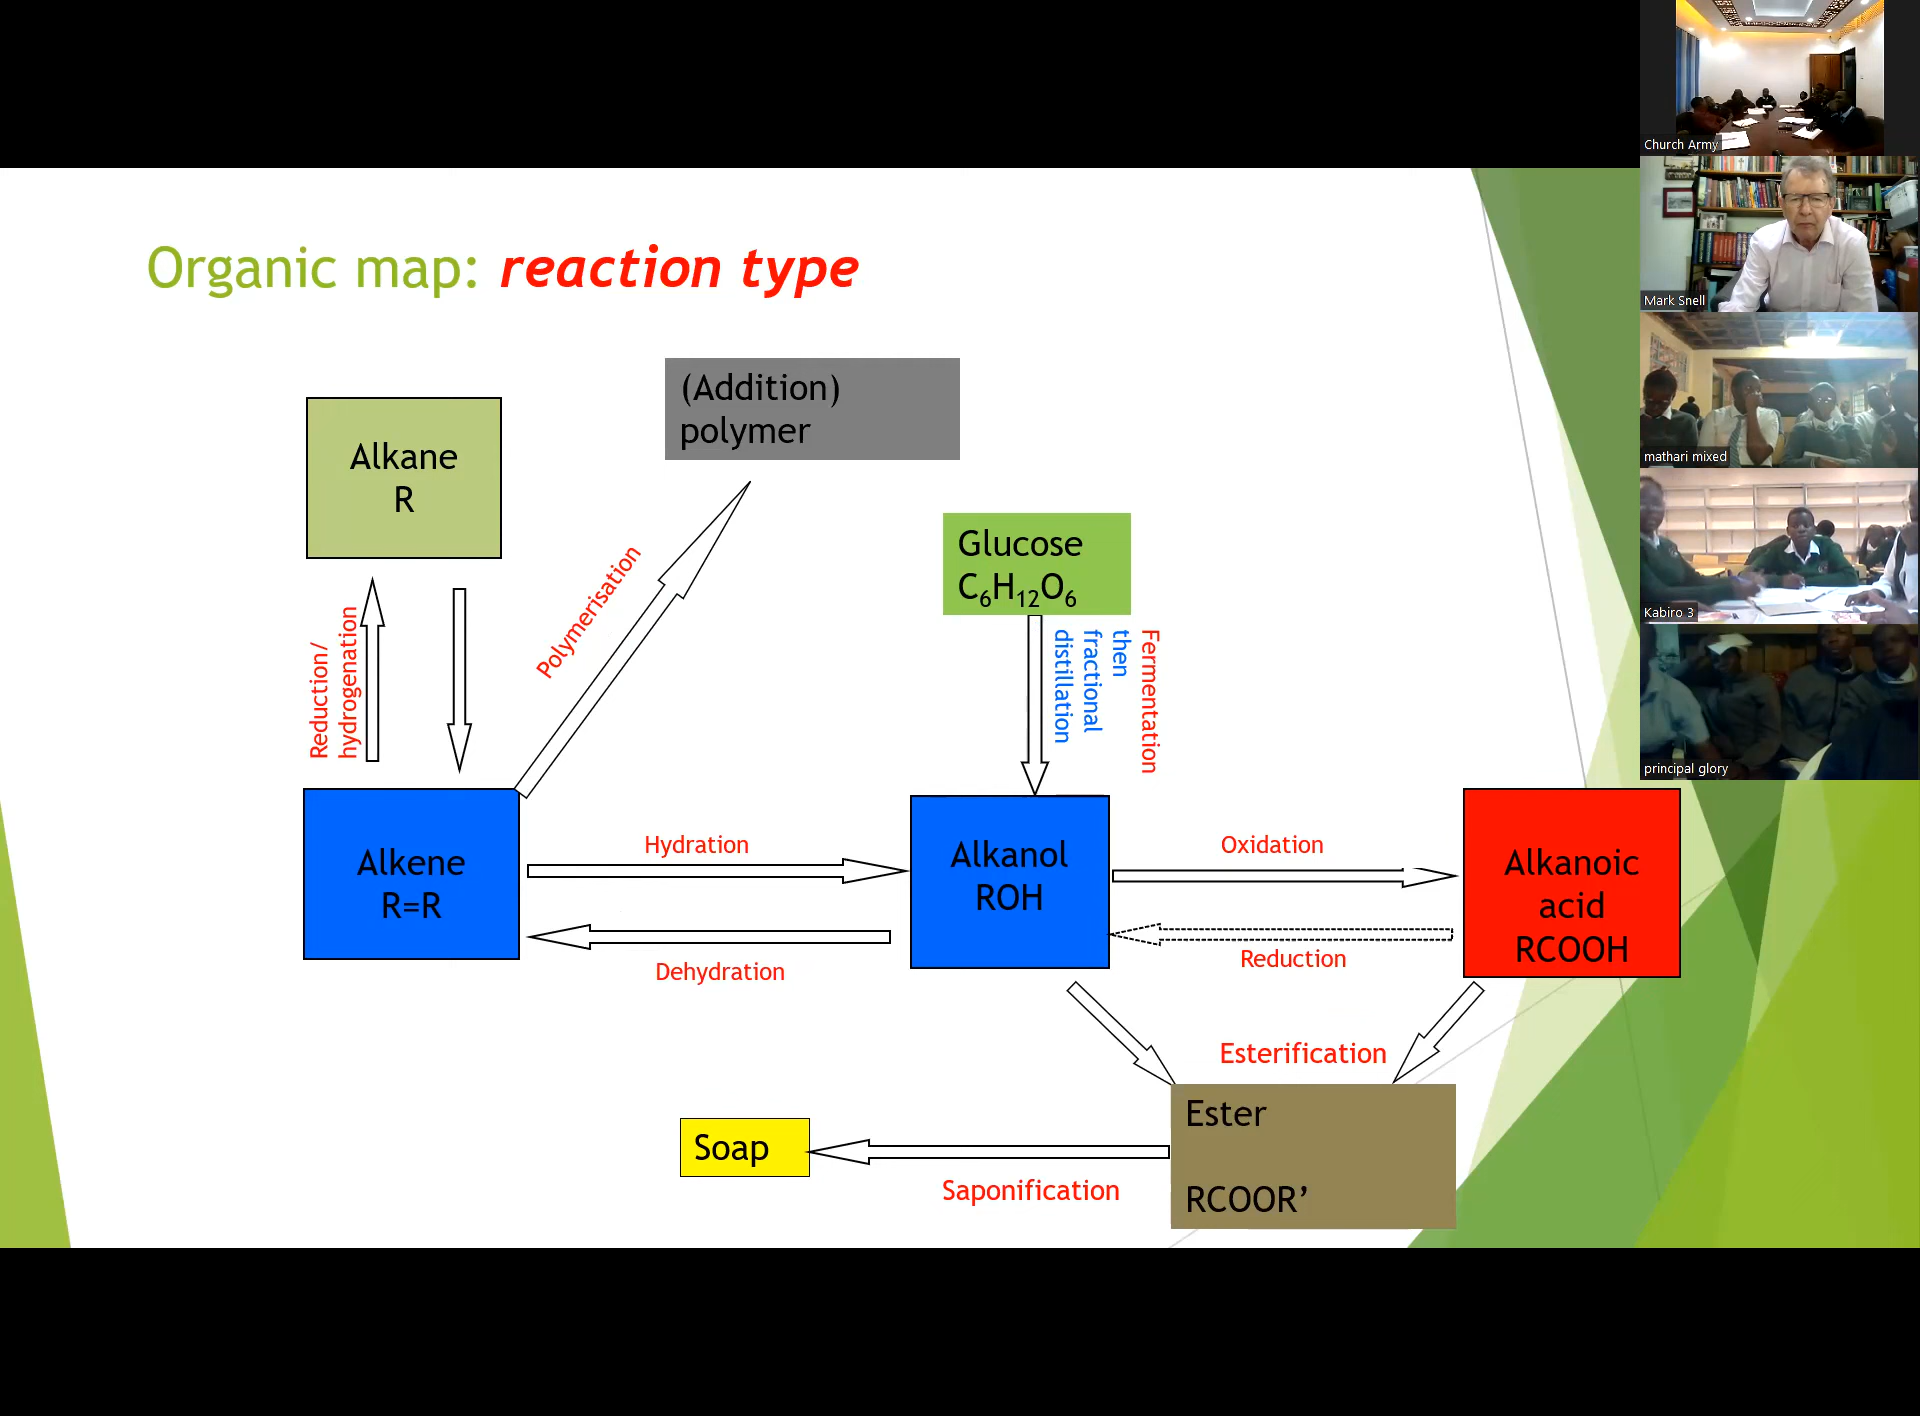 Organic map: reaction type
(Addition)
polymer
Alkane
R
Glucose
C₆H₁₂O₆
Polymerisation
Reduction/
hydrogenation
Fermentation
then
fractional
distillation
Alkene
R=R
Hydration
Dehydration
Alkanol
ROH
Oxidation
Reduction
Alkanoic
acid
RCOOH
Esterification
Ester
RCOOR’
Soap
Saponification
Church Army
Mark Snell
mathari mixed
Kabiro 3
principal glory